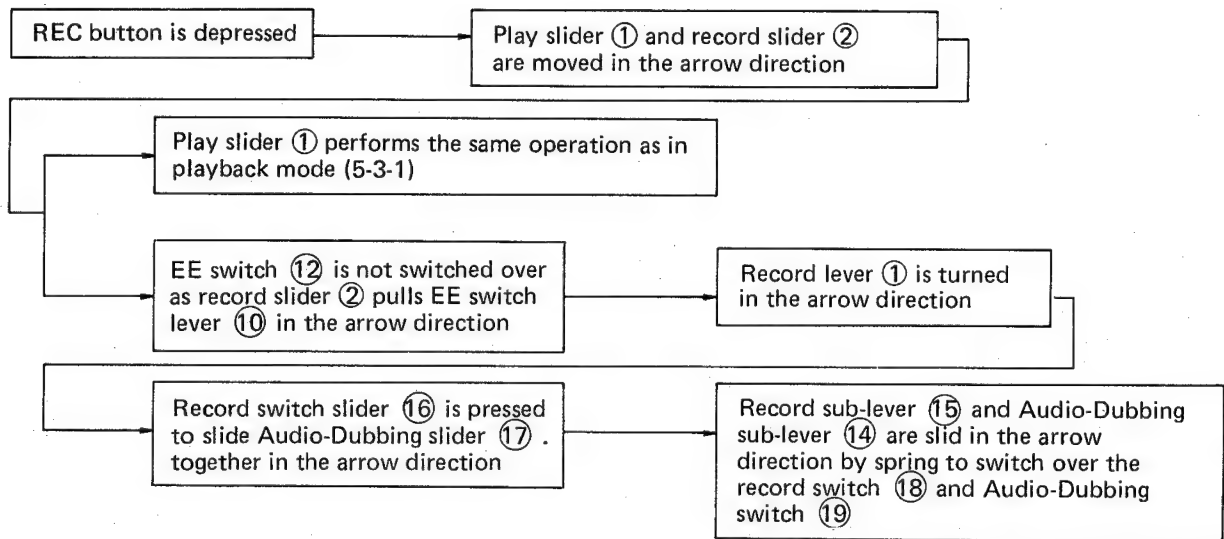 REC button is depressed
Play slider ① and record slider ②
are moved in the arrow direction
Play slider ① performs the same operation as in
playback mode (5-3-1)
EE switch ⑫ is not switched over
as record slider ② pulls EE switch
lever ⑩ in the arrow direction
Record lever ① is turned
in the arrow direction
Record switch slider ⑯ is pressed
to slide Audio-Dubbing slider ⑰ .
together in the arrow direction
Record sub-lever ⑮ and Audio-Dubbing
sub-lever ⑭ are slid in the arrow
direction by spring to switch over the
record switch ⑱ and Audio-Dubbing
switch ⑲